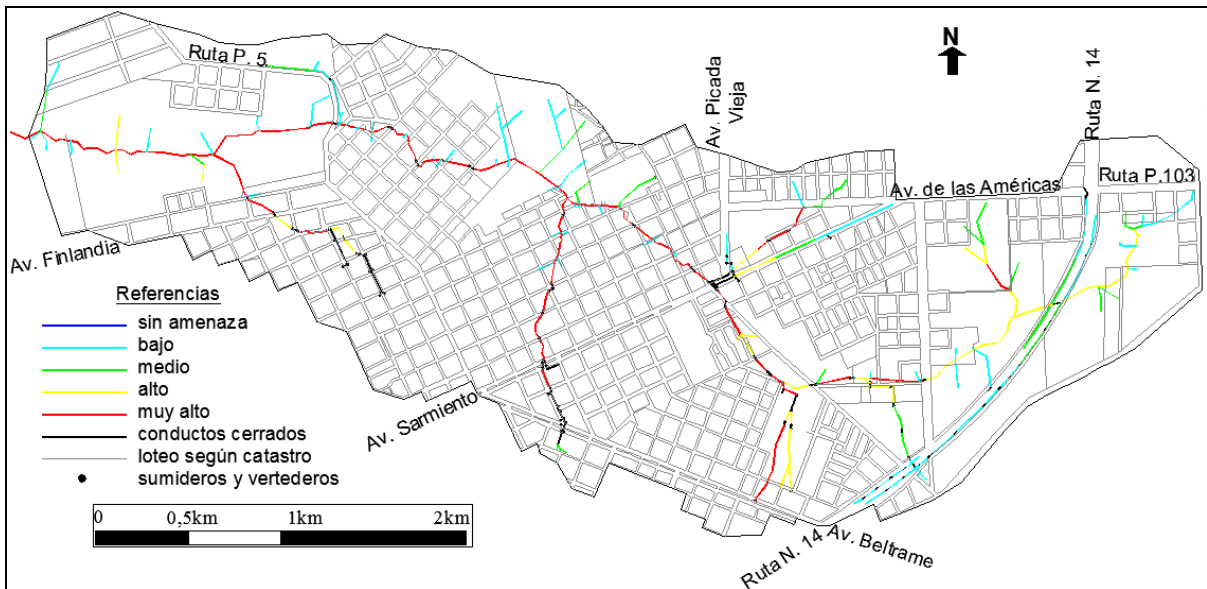 N
Ruta P. 5
Av. Picada
Vieja
Ruta N. 14
Ruta P.103
Av. de las Américas
Av. Finlandia
Referencias
sin amenaza
bajo
medio
alto
muy alto
conductos cerrados
loteo según catastro
sumideros y vertederos
Av. Sarmiento
0 0,5km 1km 2km
Ruta N. 14
Av. Beltrame